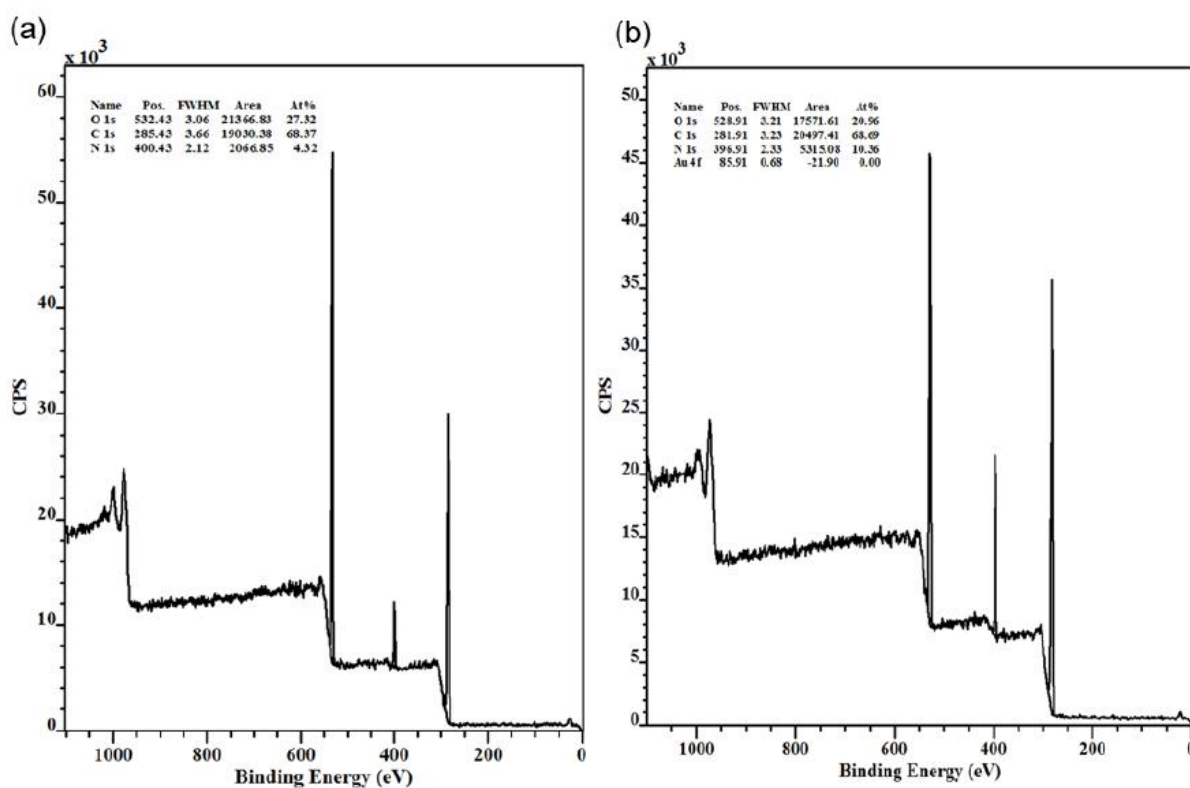 (a)
x 10³
Name Pos. FWHM Area At%
O 1s 532.43 3.06 21366.83 27.32
C 1s 285.43 3.66 19030.38 68.37
N 1s 400.43 2.12 2066.85 4.32
60
50
40
30
20
10
0
CPS
1000 800 600 400 200 0
Binding Energy (eV)
(b)
x 10³
Name Pos. FWHM Area At%
O 1s 528.91 3.21 17571.61 20.96
C 1s 281.91 3.23 20497.41 68.69
N 1s 396.91 2.33 5315.08 10.36
Au 4f 85.91 0.68 -21.90 0.00
50
45
40
35
30
25
20
15
10
5
0
CPS
1000 800 600 400 200 0
Binding Energy (eV)